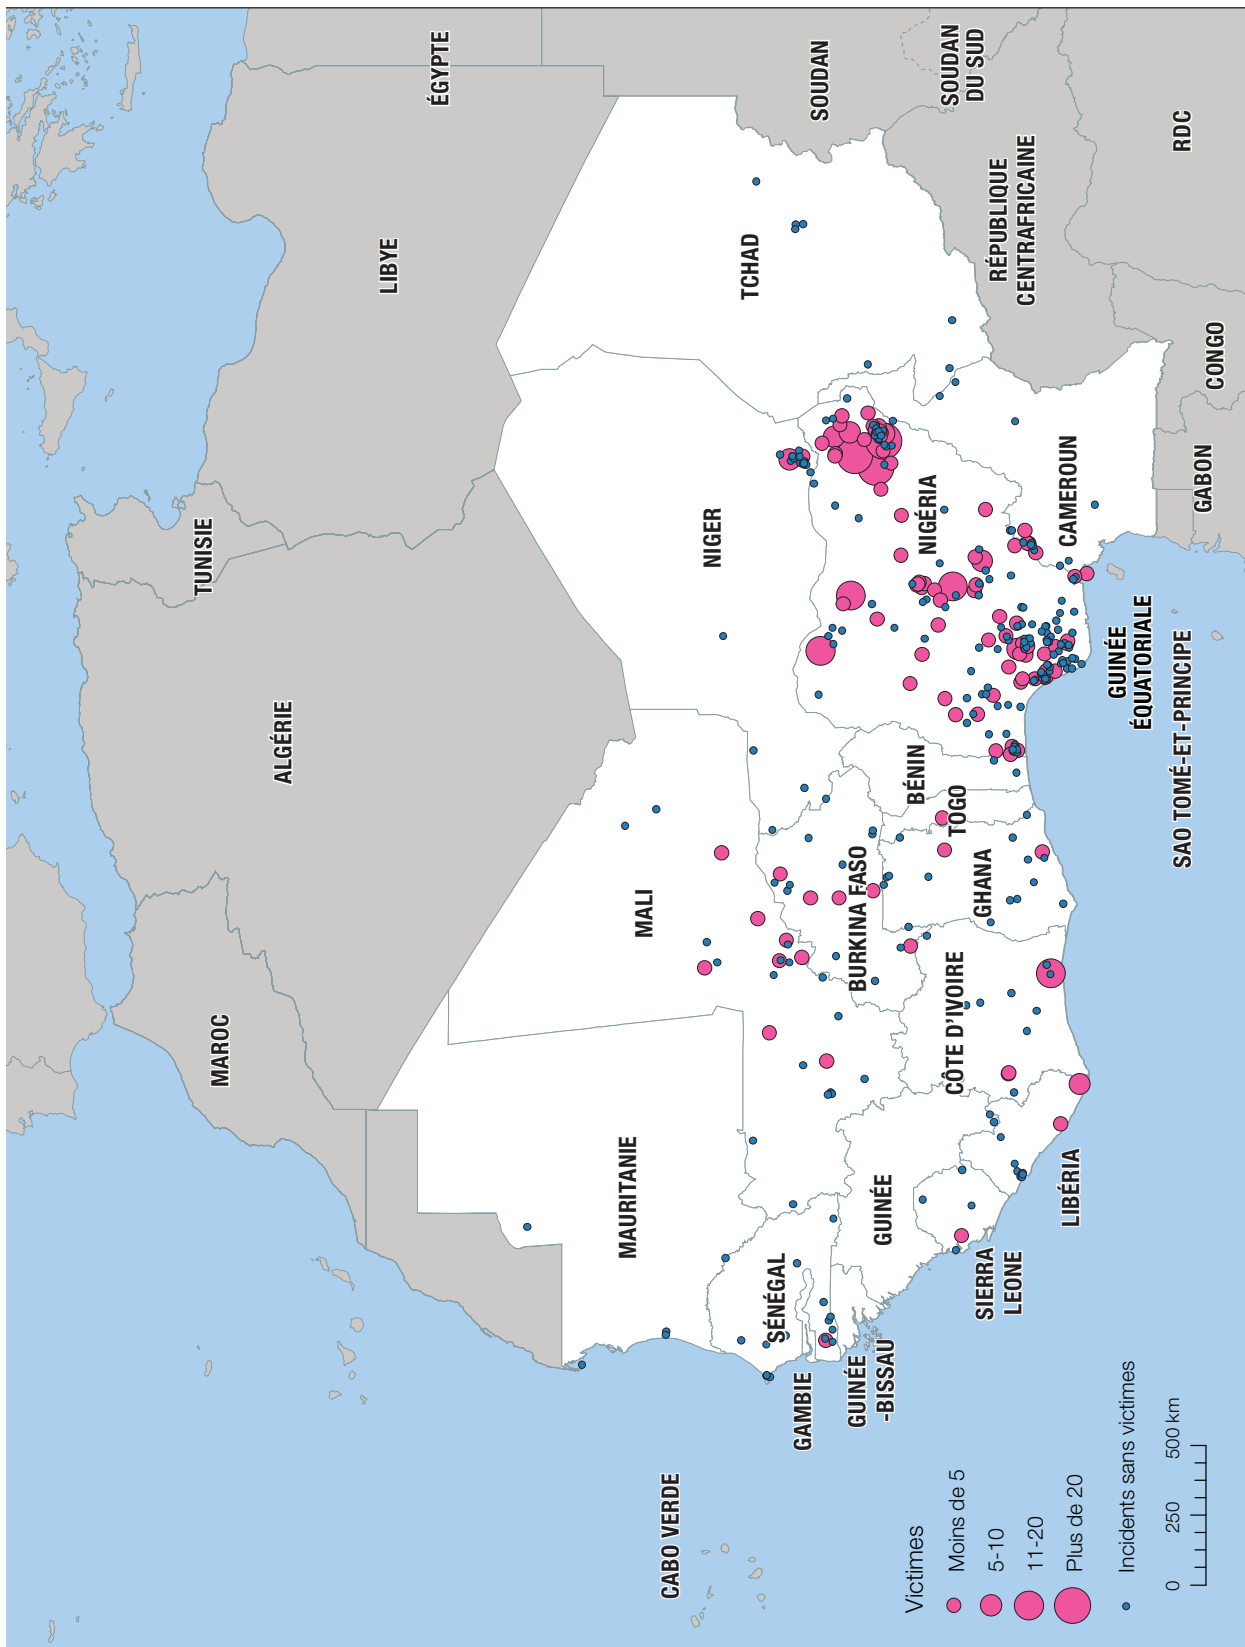 TUNISIE
MAROC
ALGÉRIE
LIBYE
ÉGYPTE
MAURITANIE
MALI
NIGER
TCHAD
SOUDAN
CABO VERDE
SÉNÉGAL
GAMBIE
GUINÉE
-BISSAU
GUINÉE
SIERRA
LEONE
LIBÉRIA
CÔTE D'IVOIRE
BURKINA FASO
GHANA
TOGO
BÉNIN
NIGÉRIA
CAMEROUN
RÉPUBLIQUE
CENTRAFRICAINE
SOUDAN
DU SUD
GUINÉE
ÉQUATORIALE
SAO TOMÉ-ET-PRINCIPE
GABON
CONGO
RDC
Victimes
Moins de 5
5-10
11-20
Plus de 20
Incidents sans victimes
0 250 500 km